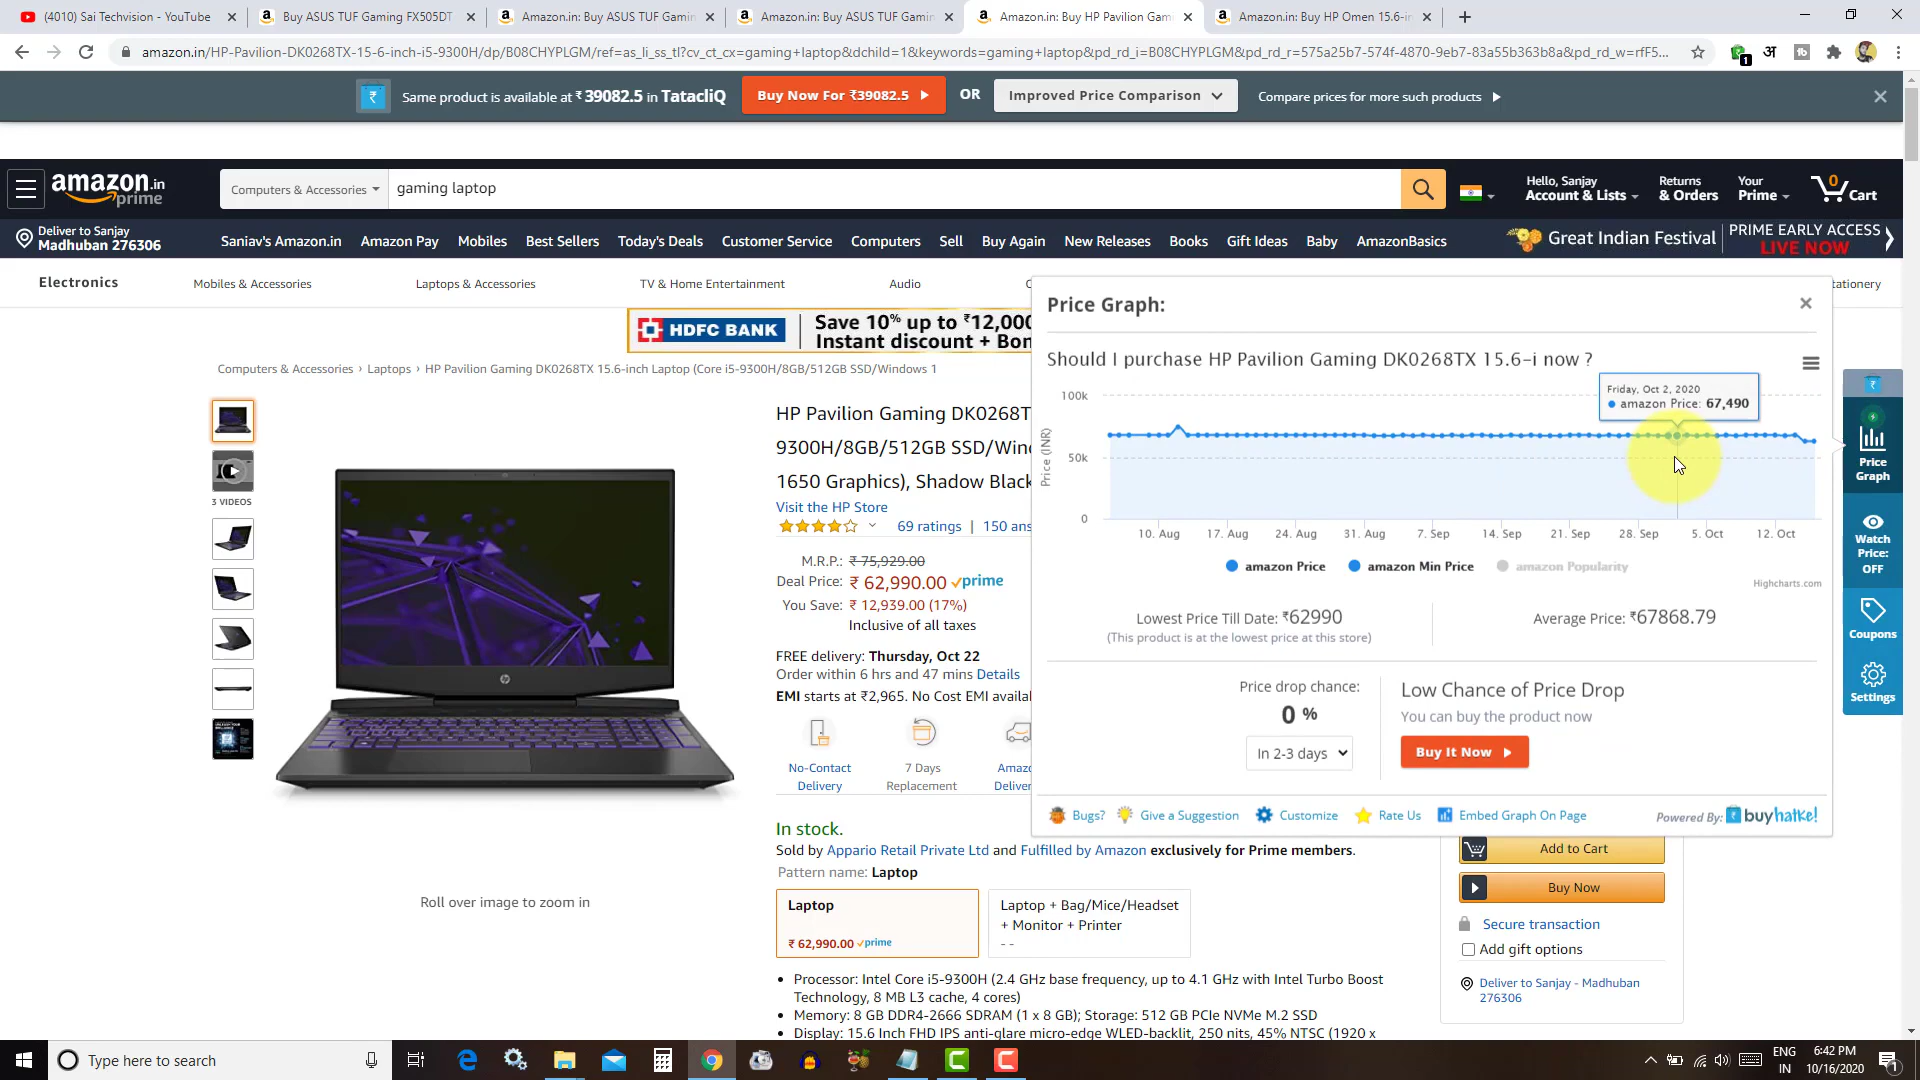 (4010) Sai Techvision - YouTube
Buy ASUS TUF Gaming FX505DT
Amazon.in: Buy ASUS TUF Gamin
Amazon.in: Buy ASUS TUF Gamin
Amazon.in: Buy HP Pavilion Gam
Amazon.in: Buy HP Omen 15.6-in
amazon.in/HP-Pavilion-DK0268TX-15-6-inch-i5-9300H/dp/B08CHYPLGM/ref=as_li_ss_tl?cv_ct_cx=gaming+laptop&dchild=1&keywords=gaming+laptop&pd_rd_i=B08CHYPLGM&pd_rd_r=575a25b7-574f-4870-9eb7-83a55b363b8a&pd_rd_w=rfF5...
1
अ
Same product is available at ₹ 39082.5 in TatacliQ
Buy Now For ₹39082.5
OR
Improved Price Comparison
Compare prices for more such products
amazon.in
prime
Computers & Accessories
gaming laptop
Hello, Sanjay
Account & Lists
Returns
& Orders
Your
Prime
0
Cart
Deliver to Sanjay
Madhuban 276306
Sanjav's Amazon.in
Amazon Pay
Mobiles
Best Sellers
Today's Deals
Customer Service
Computers
Sell
Buy Again
New Releases
Books
Gift Ideas
Baby
AmazonBasics
Great Indian Festival
PRIME EARLY ACCESS
LIVE NOW
Electronics
Mobiles & Accessories
Laptops & Accessories
TV & Home Entertainment
Audio
C
tationery
HDFC BANK
Save 10% up to ₹12,000
Instant discount + Bon
Computers & Accessories › Laptops › HP Pavilion Gaming DK0268TX 15.6-inch Laptop (Core i5-9300H/8GB/512GB SSD/Windows 1
3 VIDEOS
Roll over image to zoom in
HP Pavilion Gaming DK0268T
9300H/8GB/512GB SSD/Wind
1650 Graphics), Shadow Black
Visit the HP Store
69 ratings | 150 ans
M.R.P.: ₹ 75,929.00
Deal Price: ₹ 62,990.00 prime
You Save: ₹ 12,939.00 (17%)
Inclusive of all taxes
FREE delivery: Thursday, Oct 22
Order within 6 hrs and 47 mins Details
EMI starts at ₹2,965. No Cost EMI availa
No-Contact
Delivery
7 Days
Replacement
Amaz
Deliver
In stock.
Sold by Appario Retail Private Ltd and Fulfilled by Amazon exclusively for Prime members.
Pattern name: Laptop
Laptop
₹ 62,990.00 prime
Laptop + Bag/Mice/Headset
+ Monitor + Printer
- -
• Processor: Intel Core i5-9300H (2.4 GHz base frequency, up to 4.1 GHz with Intel Turbo Boost
Technology, 8 MB L3 cache, 4 cores)
• Memory: 8 GB DDR4-2666 SDRAM (1 x 8 GB); Storage: 512 GB PCIe NVMe M.2 SSD
• Display: 15.6 Inch FHD IPS anti-glare micro-edge WLED-backlit, 250 nits, 45% NTSC (1920 x
Price Graph:
Should I purchase HP Pavilion Gaming DK0268TX 15.6-i now ?
Friday, Oct 2, 2020
amazon Price: 67,490
Price (INR)
100k
50k
0
10. Aug
17. Aug
24. Aug
31. Aug
7. Sep
14. Sep
21. Sep
28. Sep
5. Oct
12. Oct
amazon Price
amazon Min Price
amazon Popularity
Highcharts.com
Lowest Price Till Date: ₹62990
(This product is at the lowest price at this store)
Average Price: ₹67868.79
Price drop chance:
0 %
In 2-3 days
Low Chance of Price Drop
You can buy the product now
Buy It Now
Bugs?
Give a Suggestion
Customize
Rate Us
Embed Graph On Page
Powered By: buyhatke!
Price
Graph
Watch
Price:
OFF
Coupons
Settings
Add to Cart
Buy Now
Secure transaction
Add gift options
Deliver to Sanjay - Madhuban
276306
Type here to search
ENG
IN
6:42 PM
10/16/2020
1